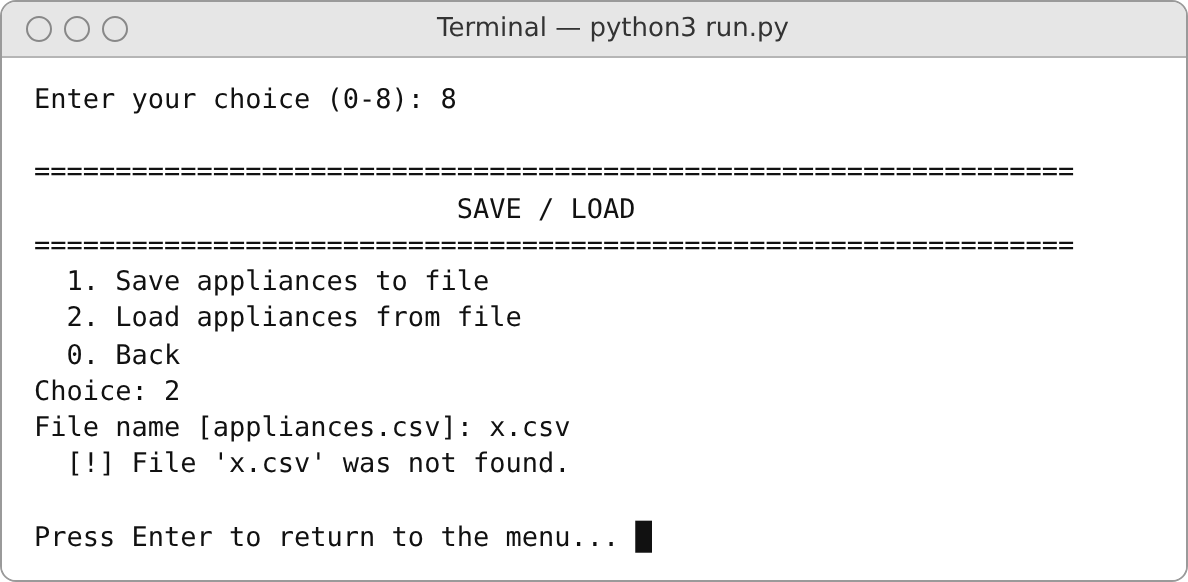 Terminal — python3 run.py
Enter your choice (0-8): 8
================================================================
SAVE / LOAD
================================================================
1. Save appliances to file
2. Load appliances from file
0. Back
Choice: 2
File name [appliances.csv]: x.csv
[!] File 'x.csv' was not found.
Press Enter to return to the menu...